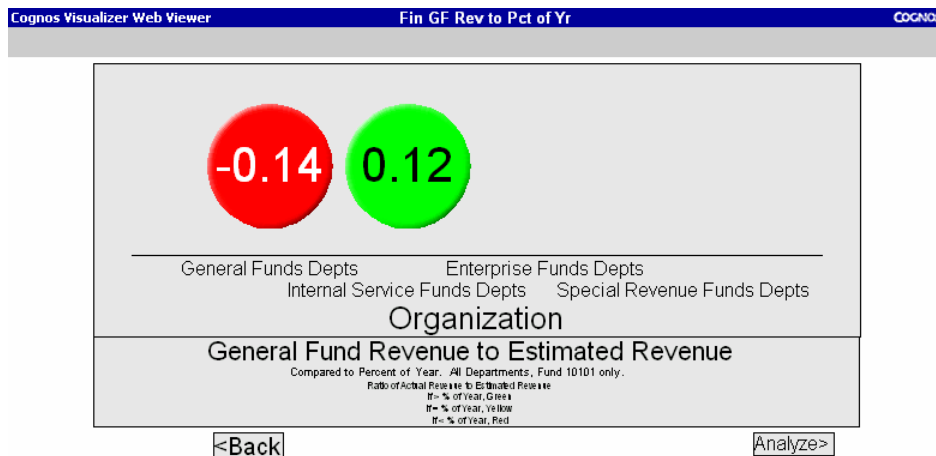 Cognos Visualizer Web Viewer Fin GF Rev to Pct of Yr COGNOS
-0.14 0.12
General Funds Depts Enterprise Funds Depts
Internal Service Funds Depts Special Revenue Funds Depts
Organization
General Fund Revenue to Estimated Revenue
Compared to Percent of Year. All Departments, Fund 10101 only.
Ratio of Actual Revenue to Estimated Revenue
If > % of Year, Green
If = % of Year, Yellow
If < % of Year, Red
<Back Analyze>